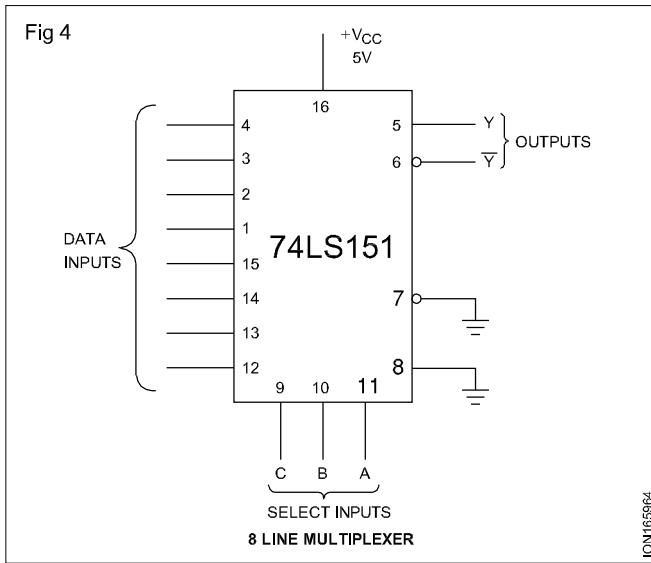 Fig 4
+VCC
5V
16
4
3
2
1
15
14
13
12
DATA
INPUTS
74LS151
5
6
7
8
Y
Y̅
OUTPUTS
9 10 11
C B A
SELECT INPUTS
8 LINE MULTIPLEXER
ION165964